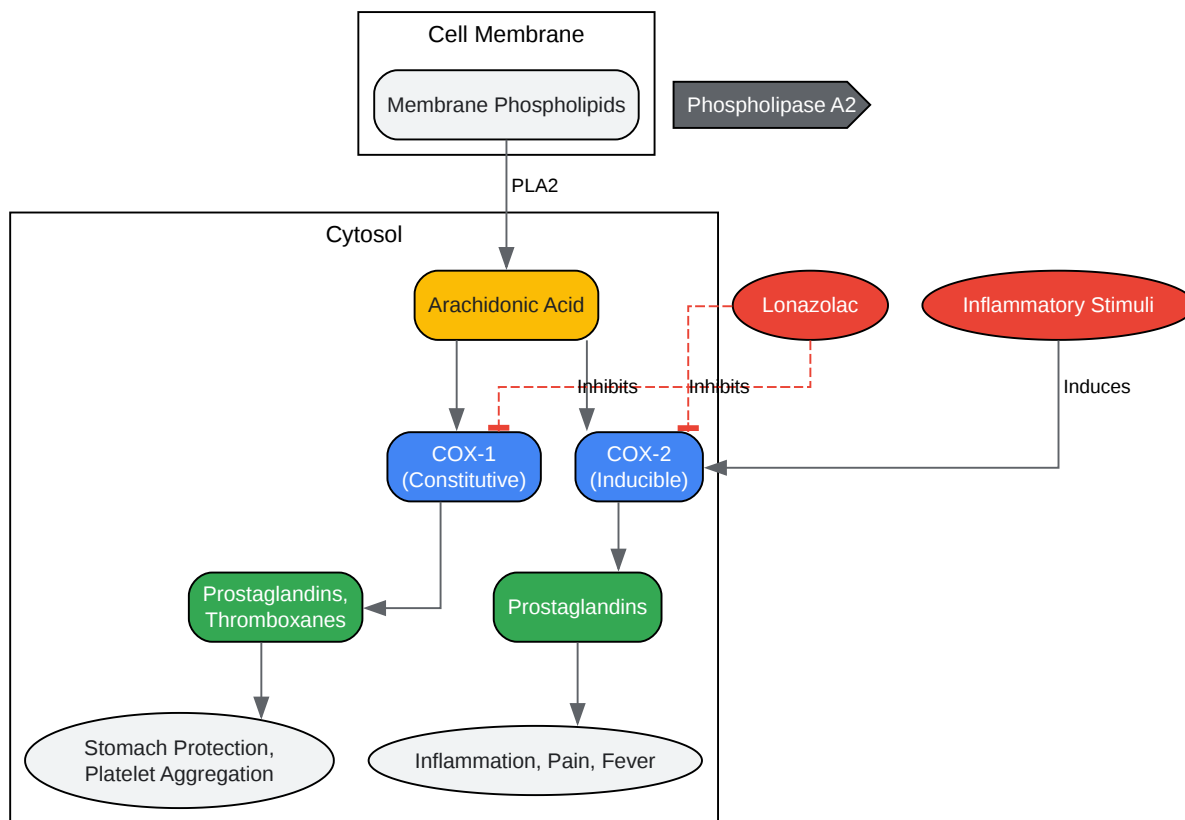 Cell Membrane
Membrane Phospholipids
Phospholipase A2
PLA2
Cytosol
Arachidonic Acid
Lonazolac
Inflammatory Stimuli
Inhibits
Inhibits
Induces
COX-1
(Constitutive)
COX-2
(Inducible)
Prostaglandins,
Thromboxanes
Prostaglandins
Stomach Protection,
Platelet Aggregation
Inflammation, Pain, Fever